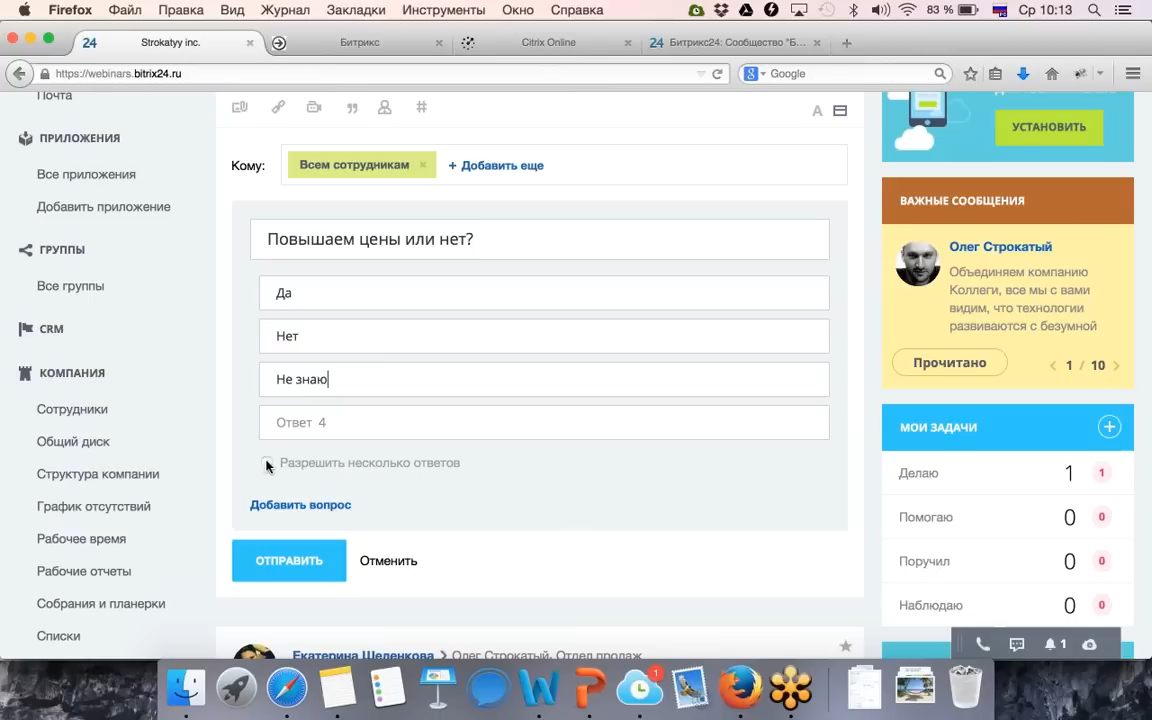 Firefox Файл Правка Вид Журнал Закладки Инструменты Окно Справка 83 % Ср 10:13
24 Strokatyy inc. × Битрикс × Citrix Online × 24 Битрикс24: Сообщество "Б... × +
https://webinars.bitrix24.ru Google
Почта
ПРИЛОЖЕНИЯ
Все приложения
Добавить приложение
ГРУППЫ
Все группы
CRM
КОМПАНИЯ
Сотрудники
Общий диск
Структура компании
График отсутствий
Рабочее время
Рабочие отчеты
Собрания и планерки
Списки
A
Кому: Всем сотрудникам × + Добавить еще
Повышаем цены или нет?
Да
Нет
Не знаю
Ответ 4
Разрешить несколько ответов
Добавить вопрос
ОТПРАВИТЬ Отменить
Екатерина Шеленкова > Олег Строкатый, Отдел продаж
УСТАНОВИТЬ
ВАЖНЫЕ СООБЩЕНИЯ
Олег Строкатый
Объединяем компанию
Коллеги, все мы с вами
видим, что технологии
развиваются с безумной
Прочитано < 1 / 10 >
МОИ ЗАДАЧИ +
Делаю 1 1
Помогаю 0 0
Поручил 0 0
Наблюдаю 0 0
1
1